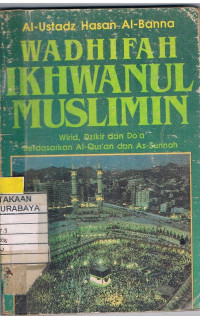 Al-Ustadz Hasan Al-Banna
WADHIFAH
IKHWANUL
MUSLIMIN
Wirid, Dzikir dan Do'a
Berdasarkan Al-Qur'an dan As-Sunnah
TAKAAN
SURABAYA